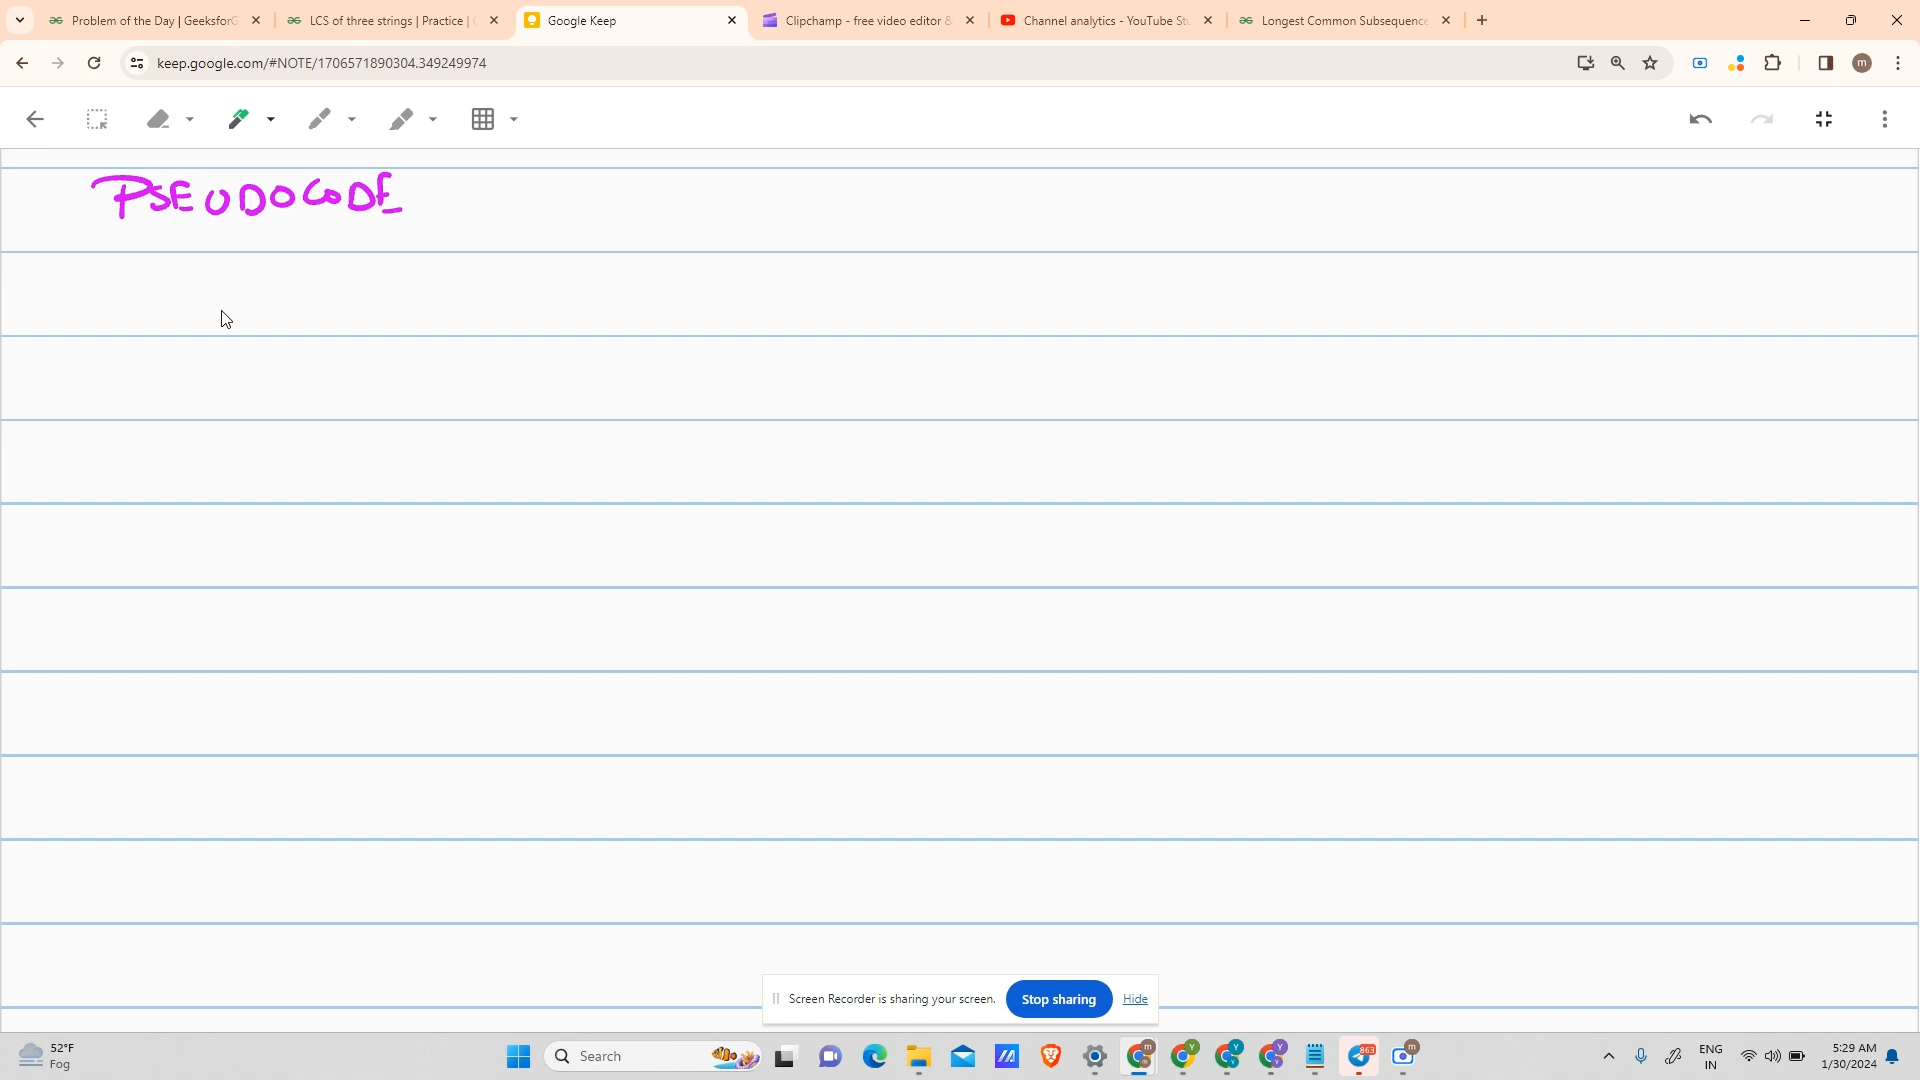 Problem of the Day | GeeksforG
LCS of three strings | Practice | G
Google Keep
Clipchamp - free video editor &
Channel analytics - YouTube Stu
Longest Common Subsequence
keep.google.com/#NOTE/1706571890304.349249974
m
PSEUDOCODE
Screen Recorder is sharing your screen.
Stop sharing
Hide
52°F
Fog
Search
863
ENG
IN
5:29 AM
1/30/2024